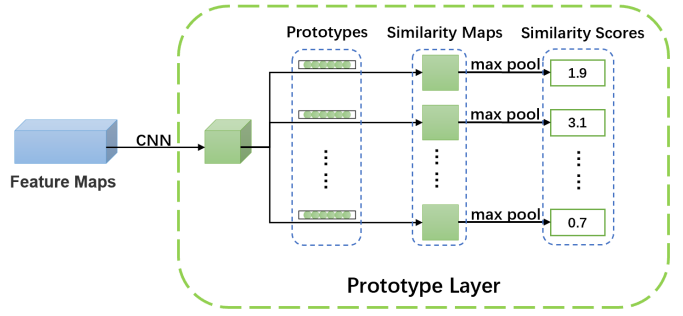 Prototypes
Similarity Maps
Similarity Scores
max pool
1.9
max pool
3.1
CNN
Feature Maps
... ...
... ...
... ...
max pool
0.7
Prototype Layer